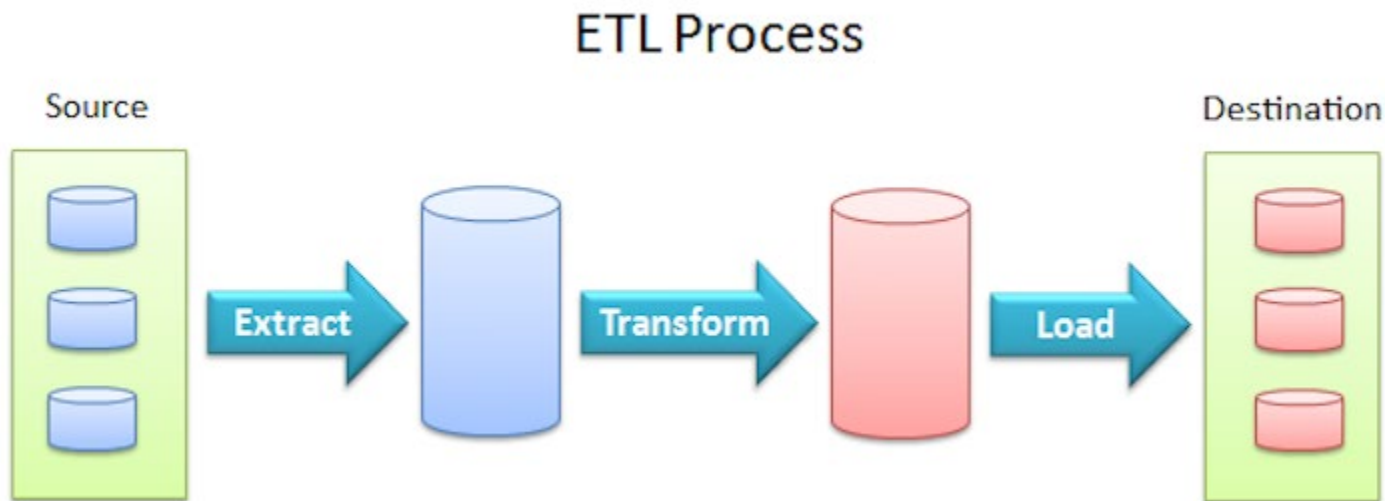 ETL Process
Source
Destination
Extract
Transform
Load